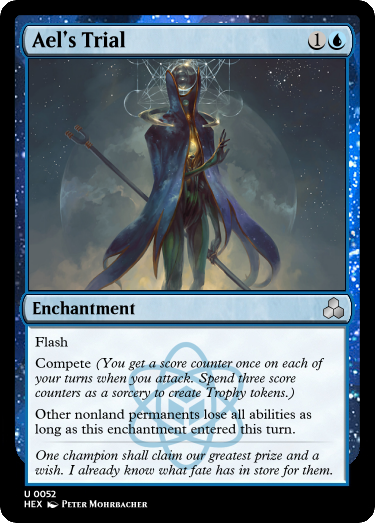 Ael's Trial 1
Enchantment
Flash
Compete (You get a score counter once on each of
your turns when you attack. Spend three score
counters as a sorcery to create Trophy tokens.)
Other nonland permanents lose all abilities as
long as this enchantment entered this turn.
One champion shall claim our greatest prize and a
wish. I already know what fate has in store for them.
U 0052
HEX Peter Mohrbacher